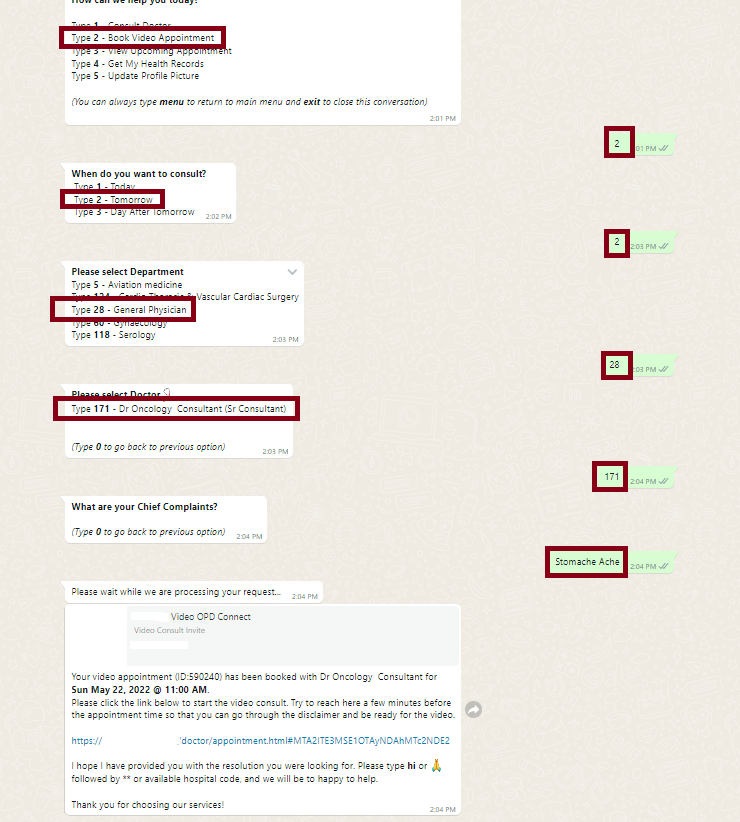 How can we help you today?
Type 1 - Consult Doctor
Type 2 - Book Video Appointment
Type 3 - View Upcoming Appointment
Type 4 - Get My Health Records
Type 5 - Update Profile Picture
(You can always type menu to return to main menu and exit to close this conversation)
2:01 PM
2
:01 PM
When do you want to consult?
Type 1 - Today
Type 2 - Tomorrow
Type 3 - Day After Tomorrow
2:02 PM
2
2:03 PM
Please select Department
Type 5 - Aviation medicine
Type 124 - Cardio Thoracic & Vascular Cardiac Surgery
Type 28 - General Physician
Type 60 - Gynaecology
Type 118 - Serology
2:03 PM
28
2:03 PM
Please select Doctor
Type 171 - Dr Oncology Consultant (Sr Consultant)
(Type 0 to go back to previous option)
2:03 PM
171
2:04 PM
What are your Chief Complaints?
(Type 0 to go back to previous option)
2:04 PM
Stomache Ache
2:04 PM
Please wait while we are processing your request...
2:04 PM
Video OPD Connect
Video Consult Invite
Your video appointment (ID:590240) has been booked with Dr Oncology Consultant for
Sun May 22, 2022 @ 11:00 AM.
Please click the link below to start the video consult. Try to reach here a few minutes before
the appointment time so that you can go through the disclaimer and be ready for the video.
https:// /doctor/appointment.html#MTA2ITE3MSE1OTAyNDAhMTc2NDE2
I hope I have provided you with the resolution you were looking for. Please type hi or 🙏
followed by ** or available hospital code, and we will be to happy to help.
Thank you for choosing our services!
2:04 PM